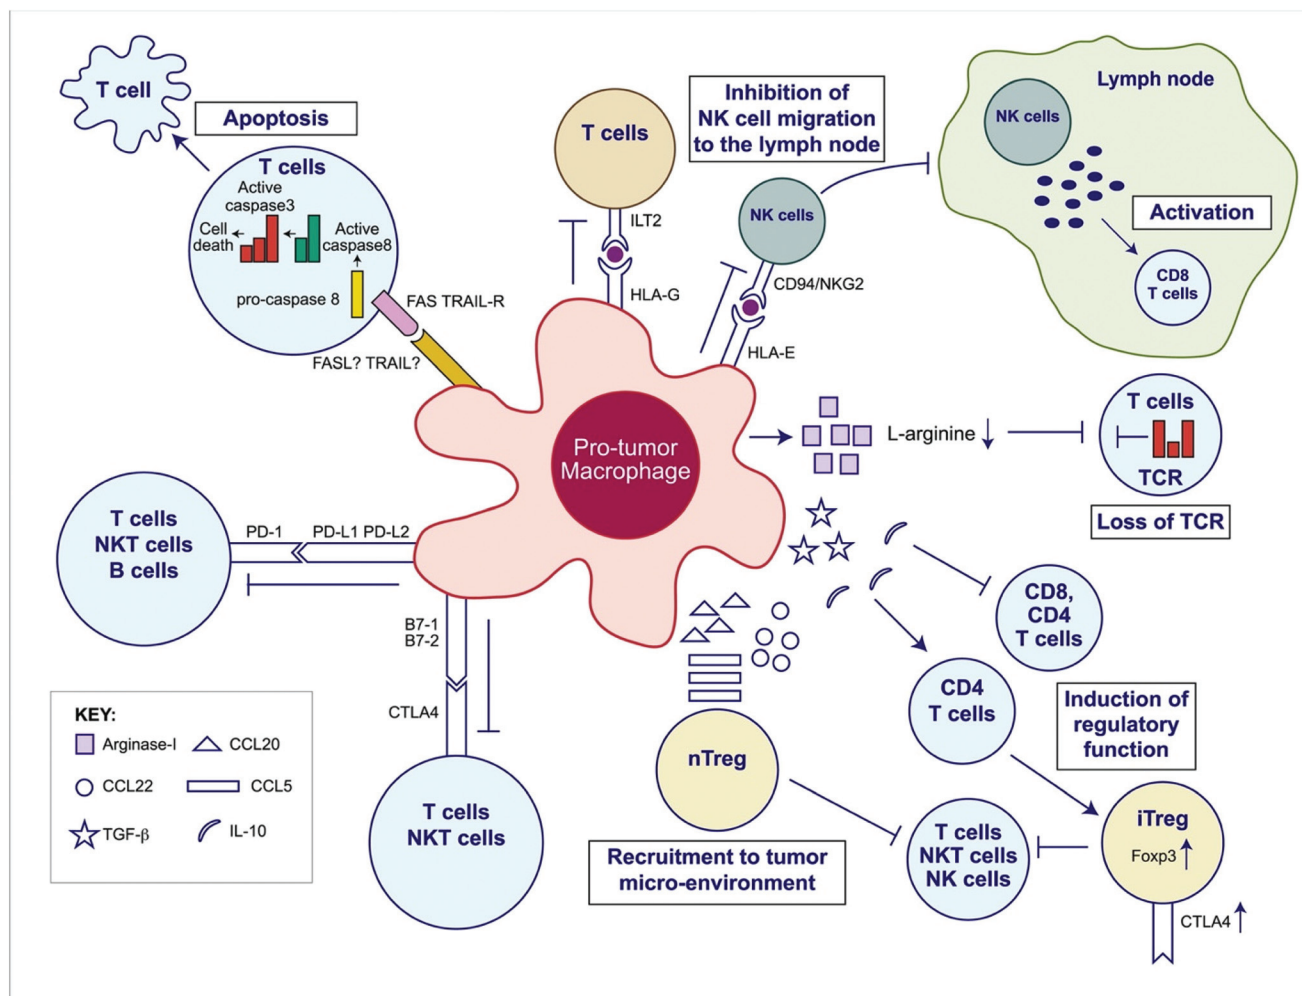 T cell
Apoptosis
T cells
Active
caspase3
Cell
death
Active
caspase8
pro-caspase 8
FAS TRAIL-R
FASL? TRAIL?
T cells
ILT2
HLA-G
Inhibition of
NK cell migration
to the lymph node
NK cells
CD94/NKG2
HLA-E
Lymph node
NK cells
Activation
CD8
T cells
Pro-tumor
Macrophage
L-arginine
T cells
TCR
Loss of TCR
T cells
NKT cells
B cells
PD-1
PD-L1 PD-L2
B7-1
B7-2
CTLA4
T cells
NKT cells
CD8,
CD4
T cells
CD4
T cells
Induction of
regulatory
function
nTreg
Recruitment to tumor
micro-environment
T cells
NKT cells
NK cells
iTreg
Foxp3
CTLA4
KEY:
Arginase-I
CCL20
CCL22
CCL5
TGF-β
IL-10